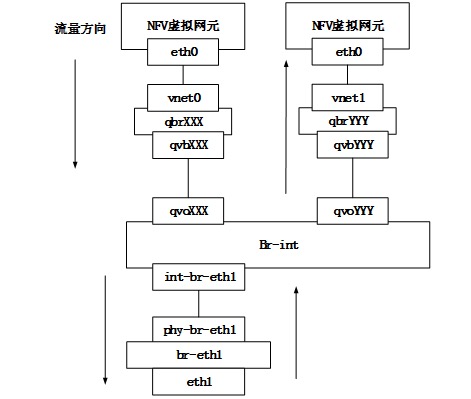 NFV虚拟网元
NFV虚拟网元
流量方向
eth0
eth0
vnet0
vnet1
qbrXXX
qbrYYY
qvbXXX
qvbYYY
qvoXXX
qvoYYY
Br-int
int-br-eth1
phy-br-eth1
br-eth1
eth1